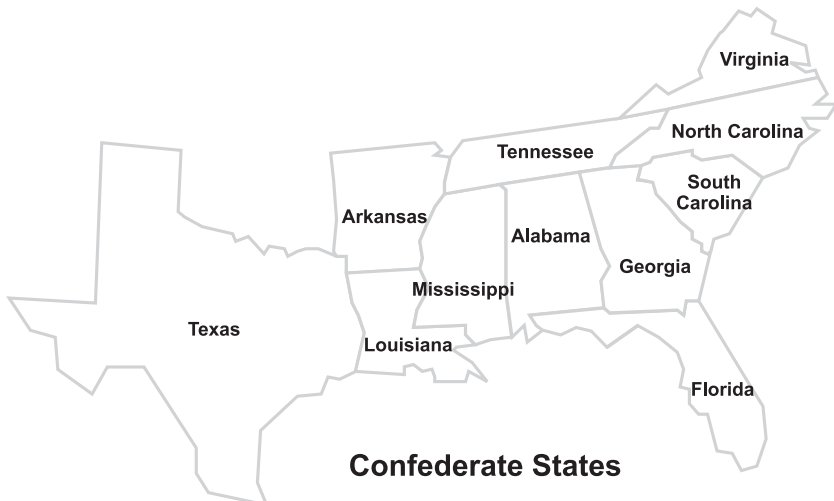 Virginia
North Carolina
Tennessee
South
Carolina
Arkansas
Alabama
Georgia
Mississippi
Texas
Louisiana
Florida
Confederate States